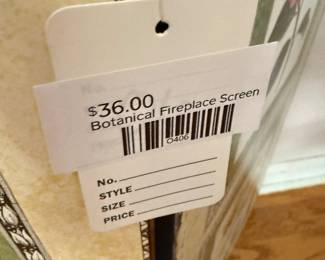 $36.00
Botanical Fireplace Screen
0406
No.
STYLE
SIZE
PRICE